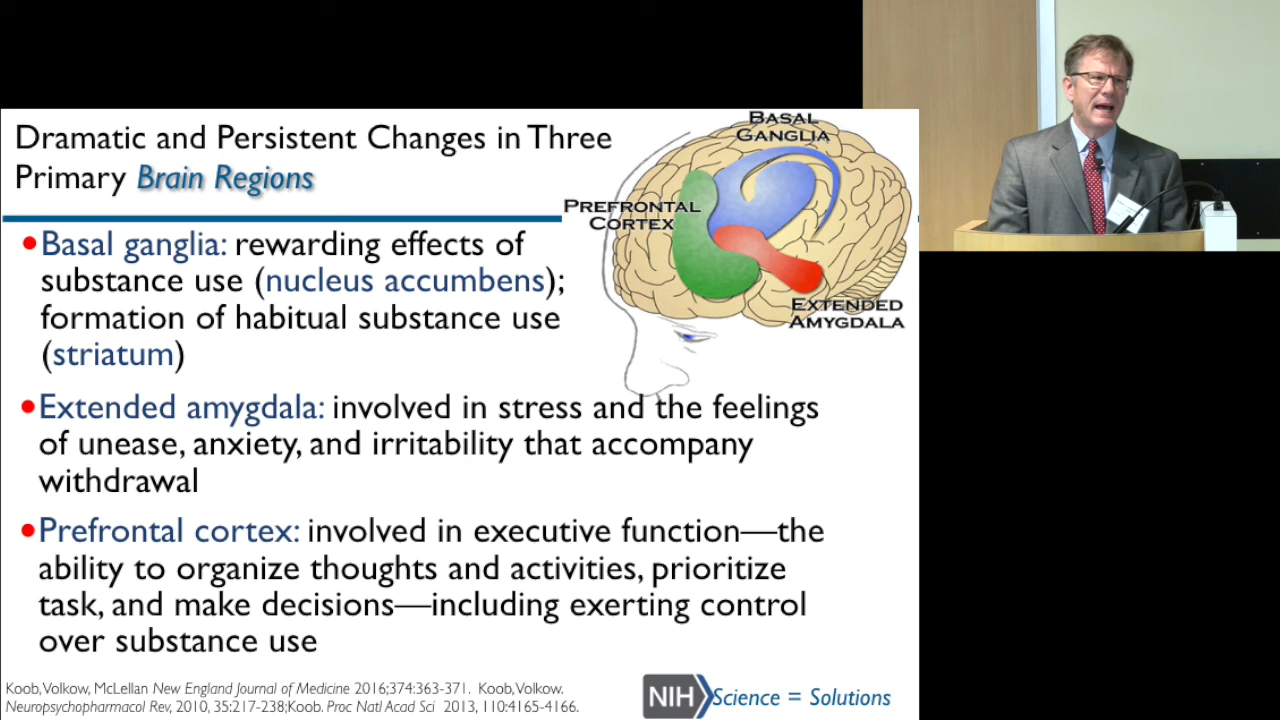 Dramatic and Persistent Changes in Three
Primary Brain Regions
BASAL
GANGLIA
PREFRONTAL
CORTEX
EXTENDED
AMYGDALA
•Basal ganglia: rewarding effects of
substance use (nucleus accumbens);
formation of habitual substance use
(striatum)
•Extended amygdala: involved in stress and the feelings
of unease, anxiety, and irritability that accompany
withdrawal
•Prefrontal cortex: involved in executive function—the
ability to organize thoughts and activities, prioritize
task, and make decisions—including exerting control
over substance use
Koob, Volkow, McLellan New England Journal of Medicine 2016;374:363-371. Koob, Volkow.
Neuropsychopharmacol Rev, 2010, 35:217-238;Koob. Proc Natl Acad Sci 2013, 110:4165-4166.
NIH Science = Solutions